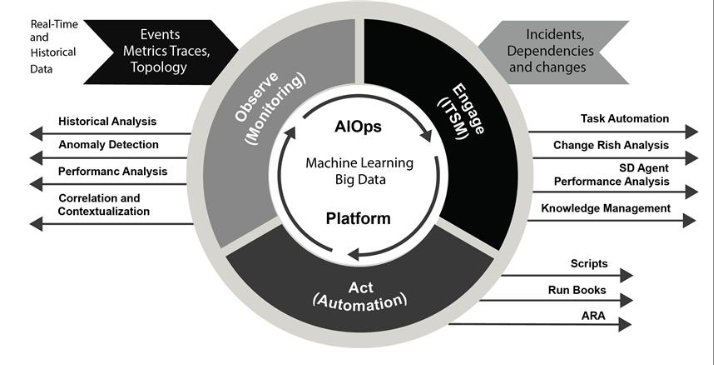 Real-Time
and
Historical
Data
Events
Metrics Traces,
Topology
Incidents,
Dependencies
and changes
Observe
(Monitoring)
Engage
(ITSM)
Act
(Automation)
AIOps
Machine Learning
Big Data
Platform
Historical Analysis
Anomaly Detection
Performanc Analysis
Correlation and
Contextualization
Task Automation
Change Rish Analysis
SD Agent
Performance Analysis
Knowledge Management
Scripts
Run Books
ARA